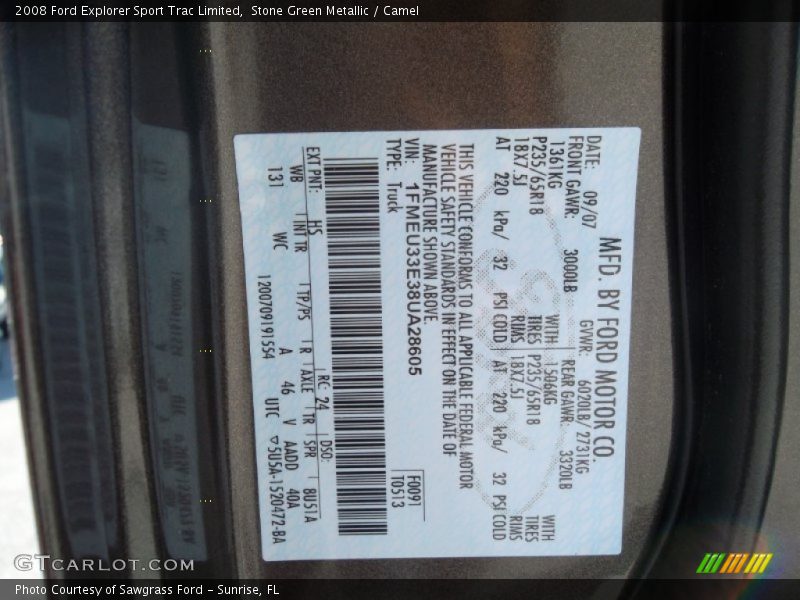 2008 Ford Explorer Sport Trac Limited, Stone Green Metallic / Camel
MFD. BY FORD MOTOR CO.
DATE: 09/07 GVWR: 6020LB/ 2731KG
FRONT GAWR: 3000LB REAR GAWR: 3320LB
1361KG WITH 1506KG WITH
P235/65R18 TIRES P235/65R18 TIRES
18X7.5J RIMS 18X7.5J RIMS
AT 220 kPa/ 32 PSI COLD AT 220 kPa/ 32 PSI COLD
THIS VEHICLE CONFORMS TO ALL APPLICABLE FEDERAL MOTOR
VEHICLE SAFETY STANDARDS IN EFFECT ON THE DATE OF
MANUFACTURE SHOWN ABOVE.
VIN: 1FMEU33E38UA28605 F0091
TYPE: Truck T0513
EXT PNT: HS RC: 24 DSO:
WB INT TR TP/PS R AXLE TR SPR BU51A
131 WC A 46 V AADD 40A
1200709191554 UTC ▽5U5A-1520472-BA
GTCARLOT.COM
Photo Courtesy of Sawgrass Ford - Sunrise, FL